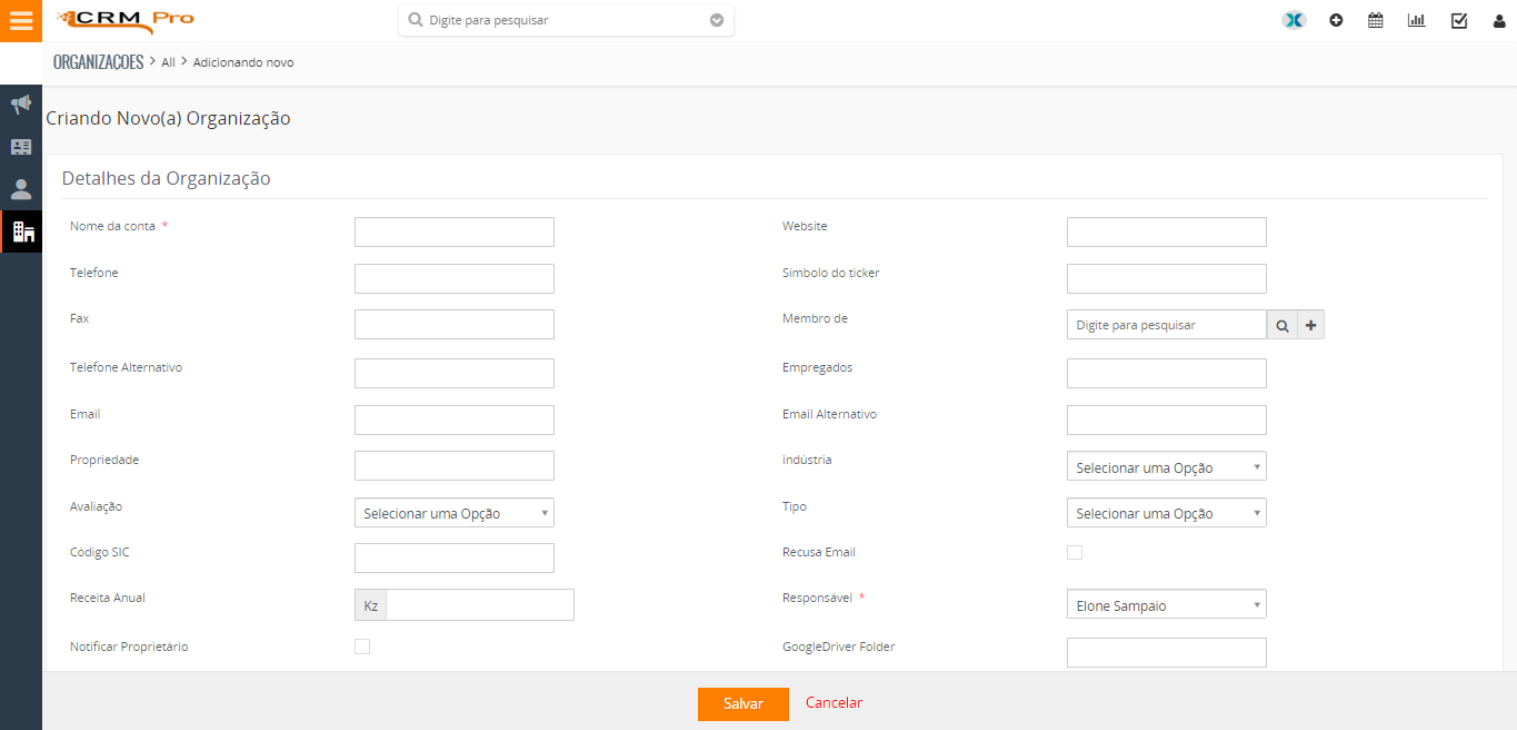 CRM Pro
Digite para pesquisar
ORGANIZACOES > All > Adicionando novo
Criando Novo(a) Organização
Detalhes da Organização
Nome da conta *
Website
Telefone
Simbolo do ticker
Fax
Membro de
Digite para pesquisar
Telefone Alternativo
Empregados
Email
Email Alternativo
Propriedade
indústria
Selecionar uma Opção
Avaliação
Selecionar uma Opção
Tipo
Selecionar uma Opção
Código SIC
Recusa Email
Receita Anual
Kz
Responsável *
Elone Sampaio
Notificar Proprietário
GoogleDriver Folder
Salvar
Cancelar